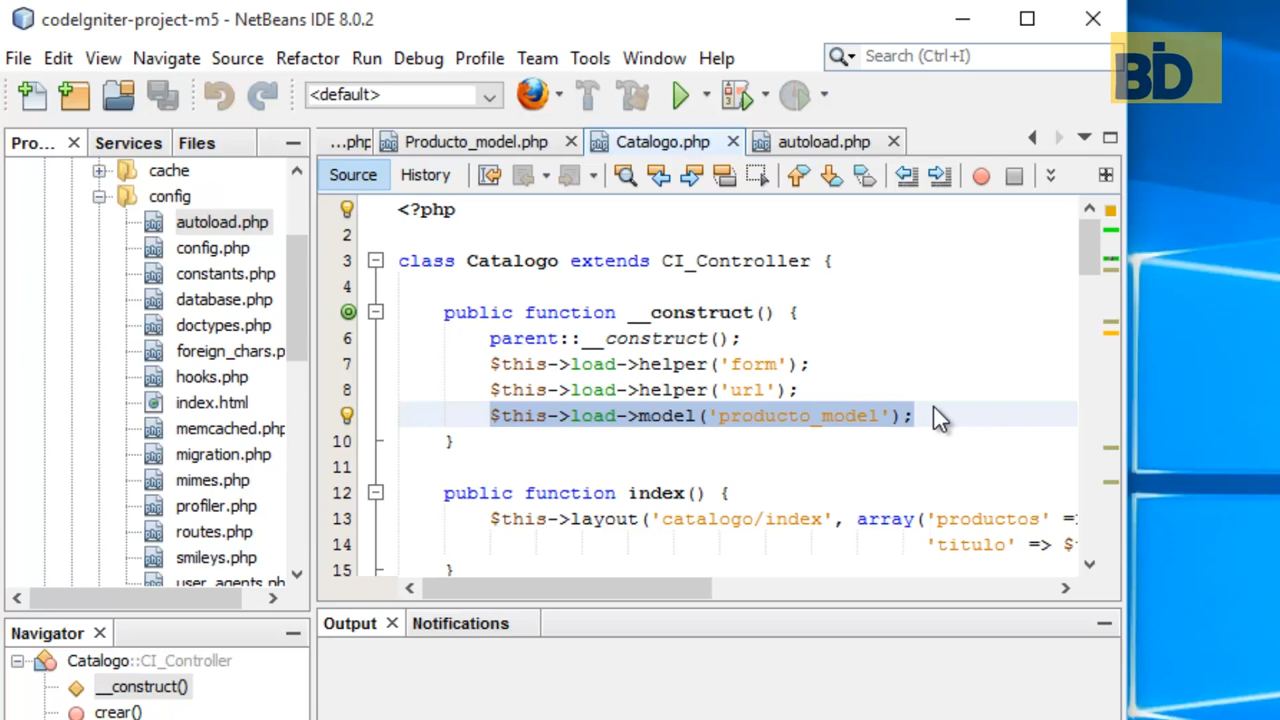 codeIgniter-project-m5 - NetBeans IDE 8.0.2
File Edit View Navigate Source Refactor Run Debug Profile Team Tools Window Help
Search (Ctrl+I)
BID
<default>
Pro... Services Files
...php Producto_model.php Catalogo.php autoload.php
Source History
cache
config
autoload.php
config.php
constants.php
database.php
doctypes.php
foreign_chars.p
hooks.php
index.html
memcached.php
migration.php
mimes.php
profiler.php
routes.php
smileys.php
user_agents.ph
<?php
2
3 class Catalogo extends CI_Controller {
4
public function __construct() {
6 parent::__construct();
7 $this->load->helper('form');
8 $this->load->helper('url');
$this->load->model('producto_model');
10 }
11
12 public function index() {
13 $this->layout('catalogo/index', array('productos' =
14 'titulo' => $
15 }
Output Notifications
Navigator
Catalogo::CI_Controller
__construct()
crear()